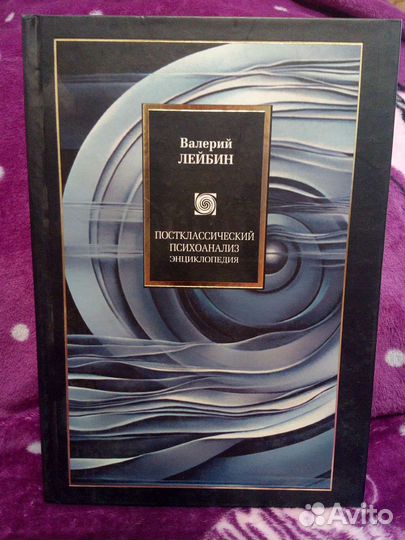 Валерий
ЛЕЙБИН
ПОСТКЛАССИЧЕСКИЙ
ПСИХОАНАЛИЗ
ЭНЦИКЛОПЕДИЯ
Avito